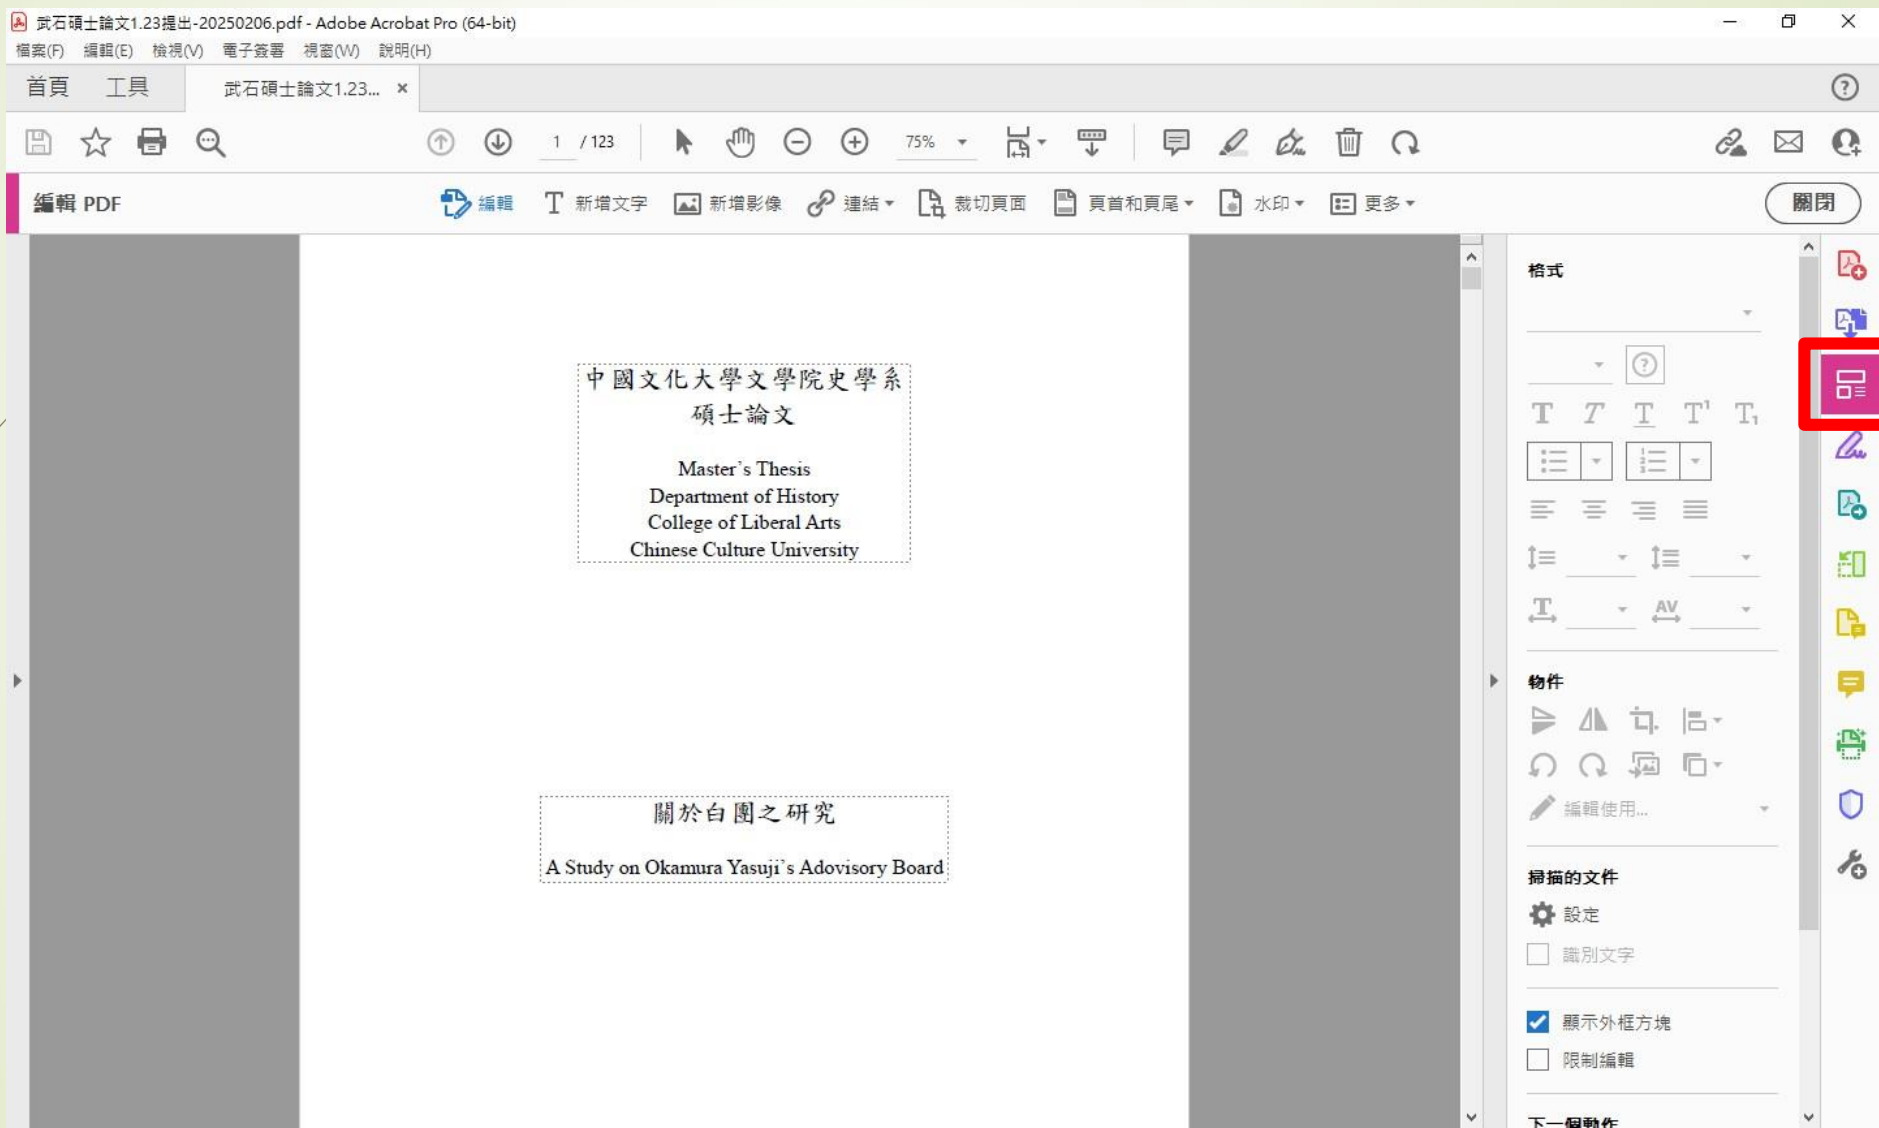 武石碩士論文1.23提出-20250206.pdf - Adobe Acrobat Pro (64-bit)
檔案(F) 編輯(E) 檢視(V) 電子簽署 視窗(W) 說明(H)
首頁 工具 武石碩士論文1.23... ×
1 / 123 75%
編輯 PDF 編輯 新增文字 新增影像 連結 裁切頁面 頁首和頁尾 水印 更多 關閉
中國文化大學文學院史學系
碩士論文
Master's Thesis
Department of History
College of Liberal Arts
Chinese Culture University
關於白團之研究
A Study on Okamura Yasuji's Adovisory Board
格式
物件
編輯使用...
掃描的文件
設定
識別文字
顯示外框方塊
限制編輯
下一個動作